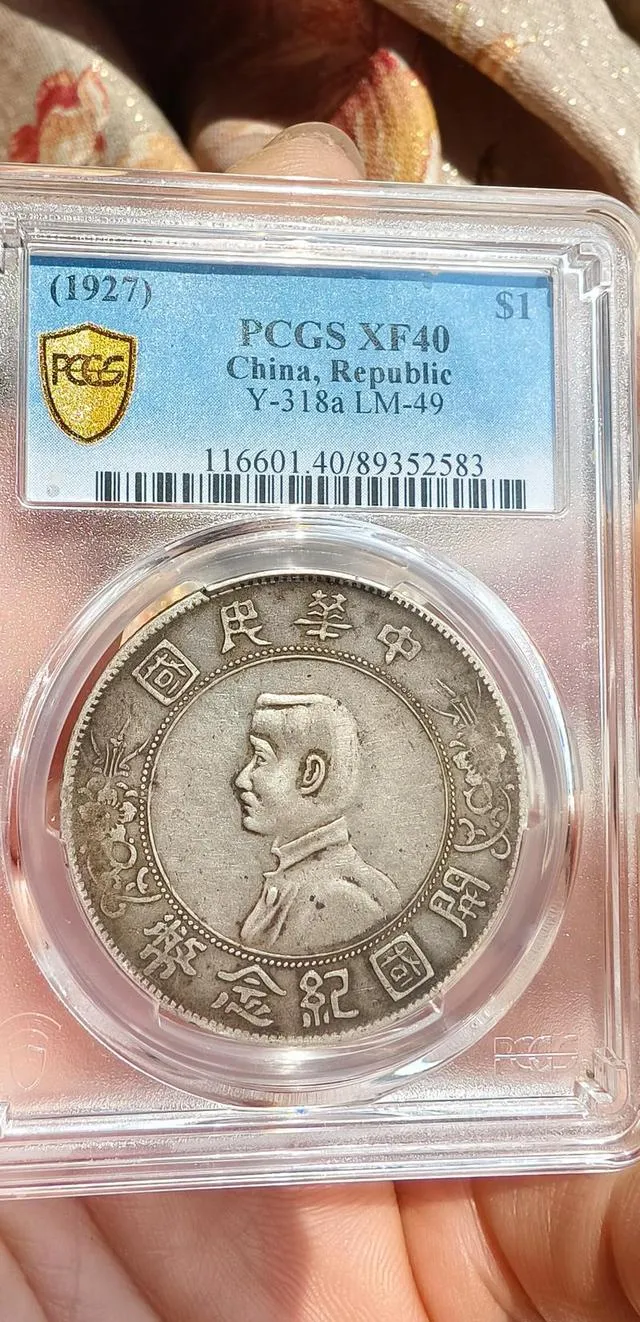 (1927)
$1
PCGS XF40
PCGS
China, Republic
Y-318a LM-49
116601.40/89352583
中華民國
開國紀念幣
PCGS